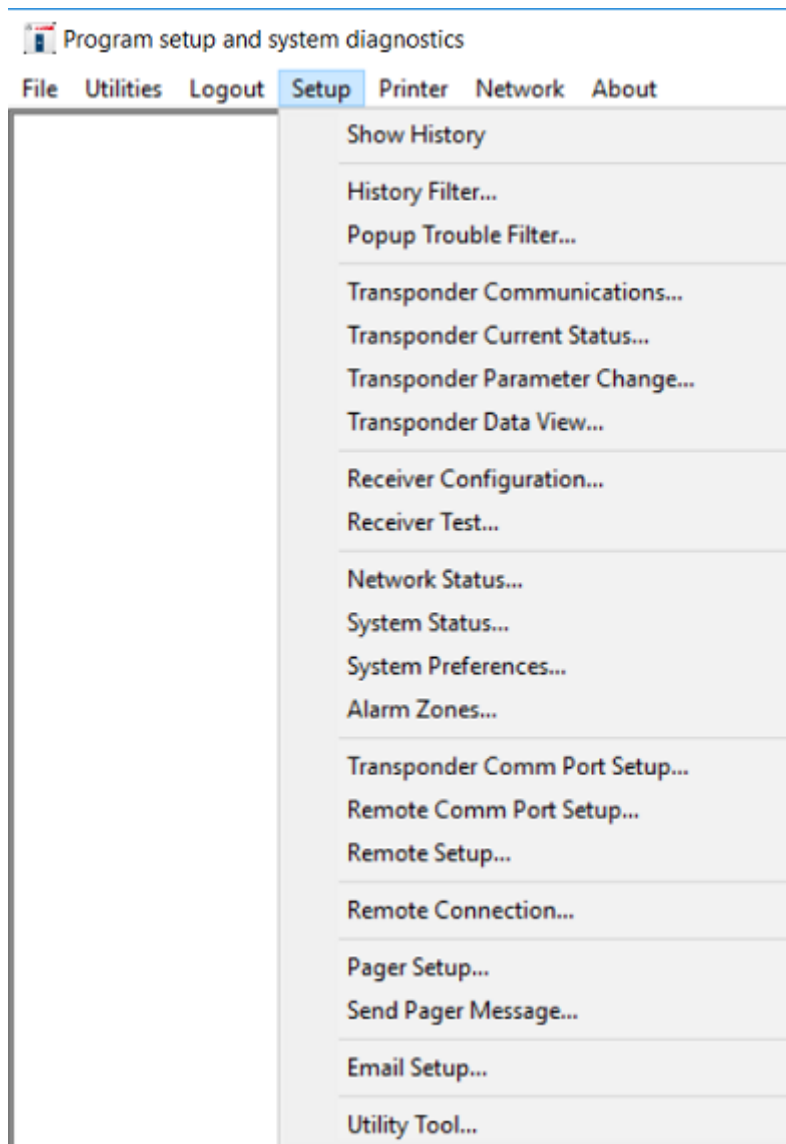 Program setup and system diagnostics
File Utilities Logout Setup Printer Network About
Show History
History Filter...
Popup Trouble Filter...
Transponder Communications...
Transponder Current Status...
Transponder Parameter Change...
Transponder Data View...
Receiver Configuration...
Receiver Test...
Network Status...
System Status...
System Preferences...
Alarm Zones...
Transponder Comm Port Setup...
Remote Comm Port Setup...
Remote Setup...
Remote Connection...
Pager Setup...
Send Pager Message...
Email Setup...
Utility Tool...